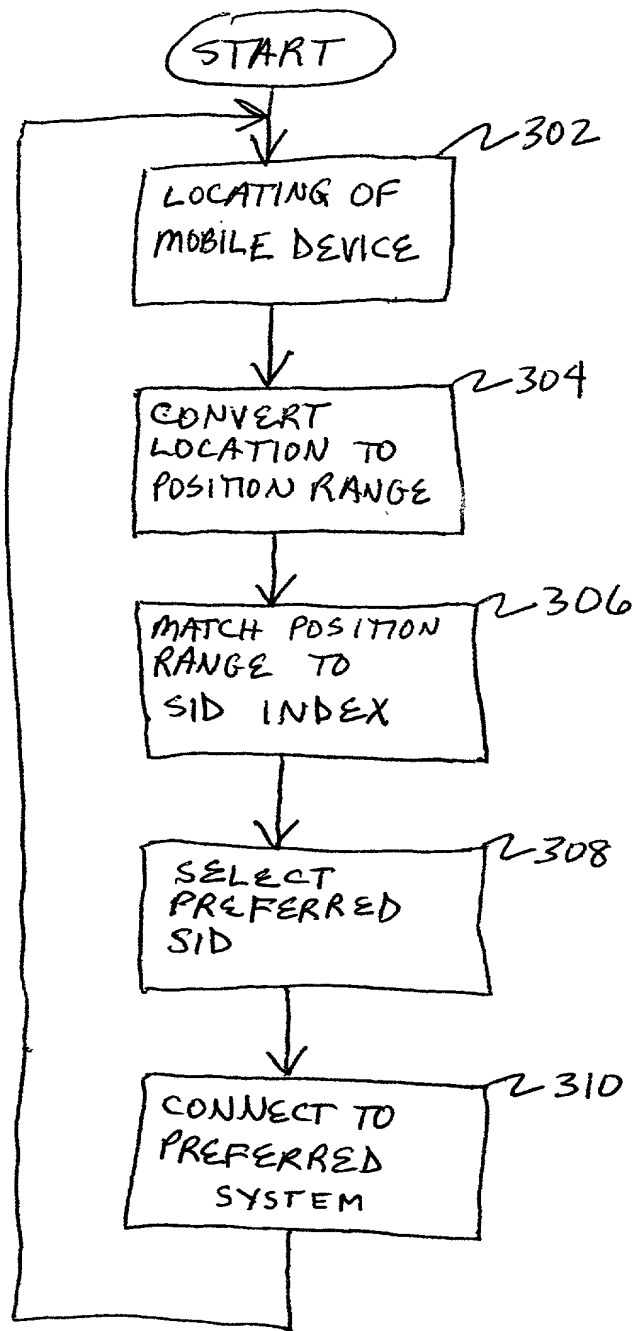 START
302
LOCATING OF
MOBILE DEVICE
304
CONVERT
LOCATION TO
POSITION RANGE
306
MATCH POSITION
RANGE TO
SID INDEX
308
SELECT
PREFERRED
SID
310
CONNECT TO
PREFERRED
SYSTEM